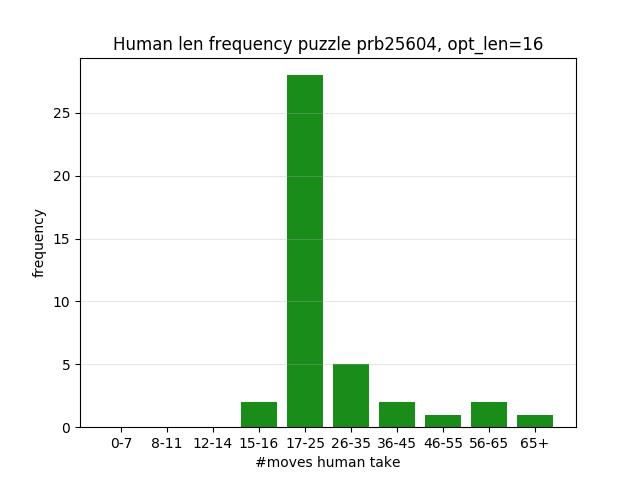 Human len frequency puzzle prb25604, opt_len=16
frequency
25
20
15
10
5
0
0-7 8-11 12-14 15-16 17-25 26-35 36-45 46-55 56-65 65+
#moves human take